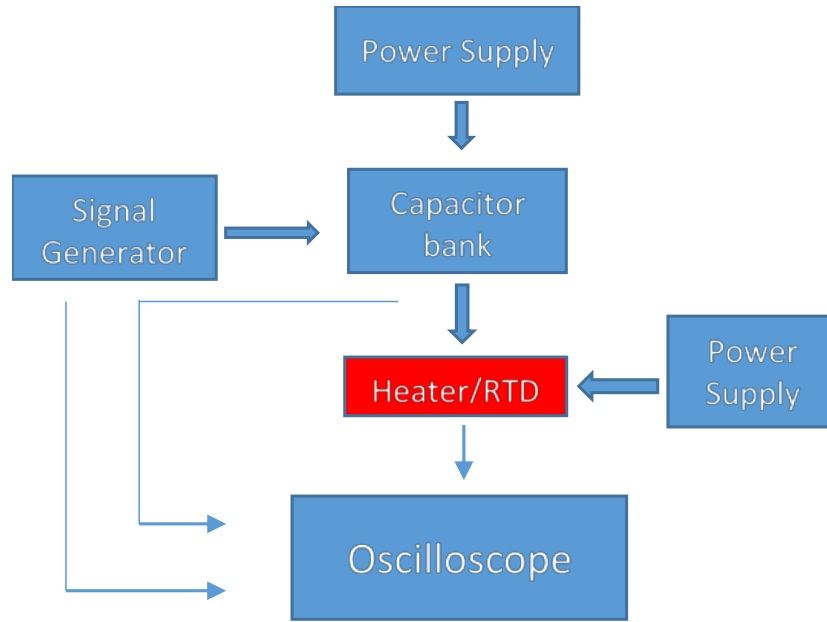 Power Supply
Signal
Generator
Capacitor
bank
Heater/RTD
Power
Supply
Oscilloscope